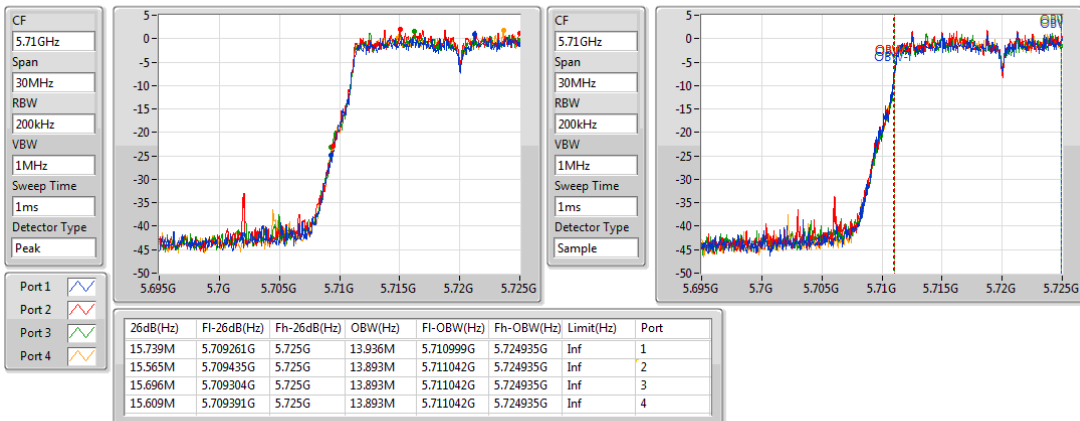 CF
5.71GHz
Span
30MHz
RBW
200kHz
VBW
1MHz
Sweep Time
1ms
Detector Type
Peak
5
0
-5
-10
-15
-20
-25
-30
-35
-40
-45
-50
5.695G 5.7G 5.705G 5.71G 5.715G 5.72G 5.725G
CF
5.71GHz
Span
30MHz
RBW
200kHz
VBW
1MHz
Sweep Time
1ms
Detector Type
Sample
5
0
-5
-10
-15
-20
-25
-30
-35
-40
-45
-50
5.695G 5.7G 5.705G 5.71G 5.715G 5.72G 5.725G
Port 1
Port 2
Port 3
Port 4
26dB(Hz) Fl-26dB(Hz) Fh-26dB(Hz) OBW(Hz) Fl-OBW(Hz) Fh-OBW(Hz) Limit(Hz) Port
15.739M 5.709261G 5.725G 13.936M 5.710999G 5.724935G Inf 1
15.565M 5.709435G 5.725G 13.893M 5.711042G 5.724935G Inf 2
15.696M 5.709304G 5.725G 13.893M 5.711042G 5.724935G Inf 3
15.609M 5.709391G 5.725G 13.893M 5.711042G 5.724935G Inf 4